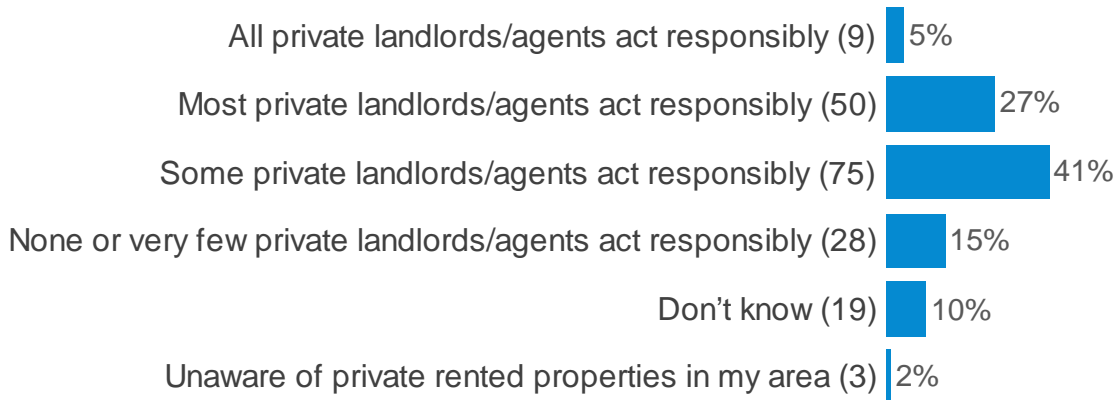 All private landlords/agents act responsibly (9) 5%
Most private landlords/agents act responsibly (50) 27%
Some private landlords/agents act responsibly (75) 41%
None or very few private landlords/agents act responsibly (28) 15%
Don’t know (19) 10%
Unaware of private rented properties in my area (3) 2%